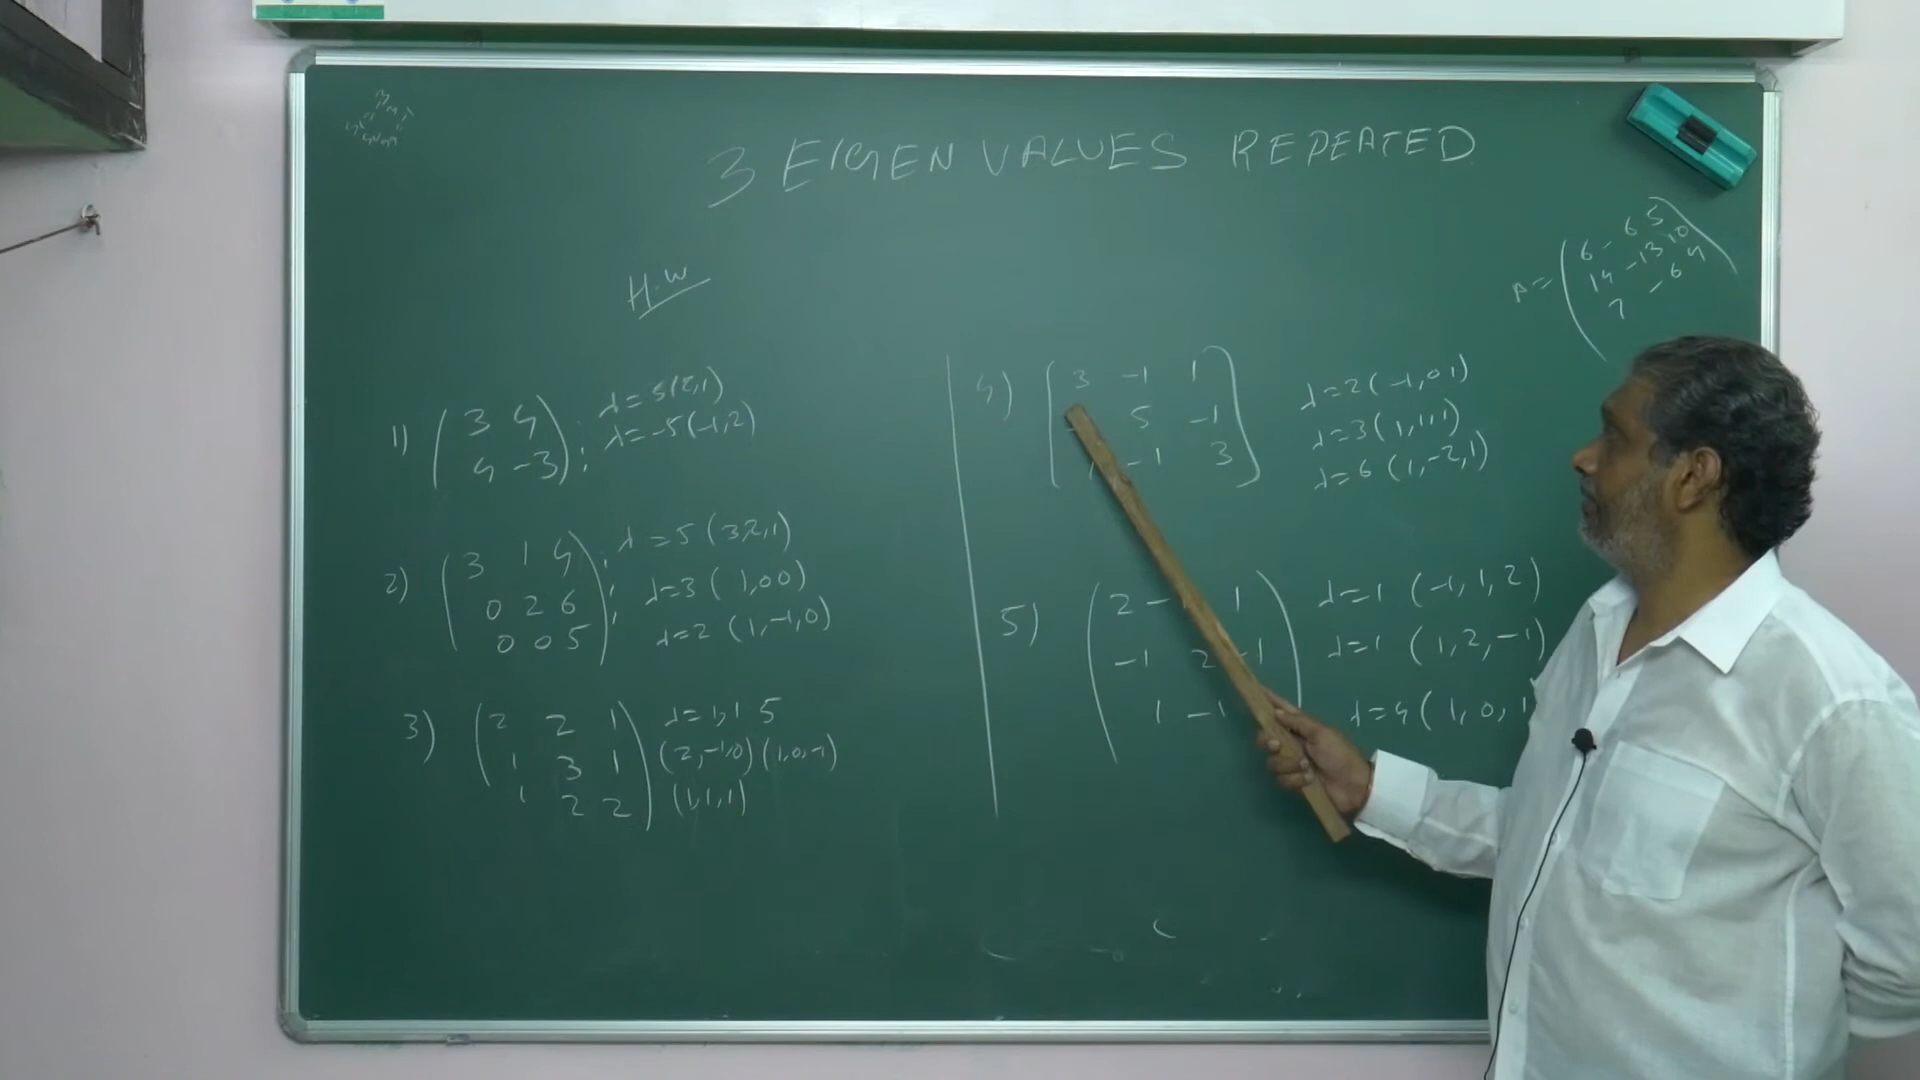 3 EIGEN VALUES REPEATED
A = (6 -6 5
14 -13 10
7 -6 4
H.W
1) (3 4) ; λ=5(2,1)
4 -3 ; λ=-5(-1,2)
2) (3 1 4) ; λ=5(3,2,1)
0 2 6 ; λ=3(1,0 0)
0 0 5 λ=2(1,-1,0)
3) (2 2 1) λ=1,1 5
1 3 1 (2,-1,0)(1,0,-1)
1 2 2 (1,1,1)
4) [3 -1 1] λ=2(-1,0 1)
5 -1 λ=3(1,1,1)
-1 3 λ=6(1,-2,1)
5) (2 - 1) λ=1 (-1,1,2)
-1 2 -1 λ=1 (1,2,-1)
1 -1 λ=4(1,0,1